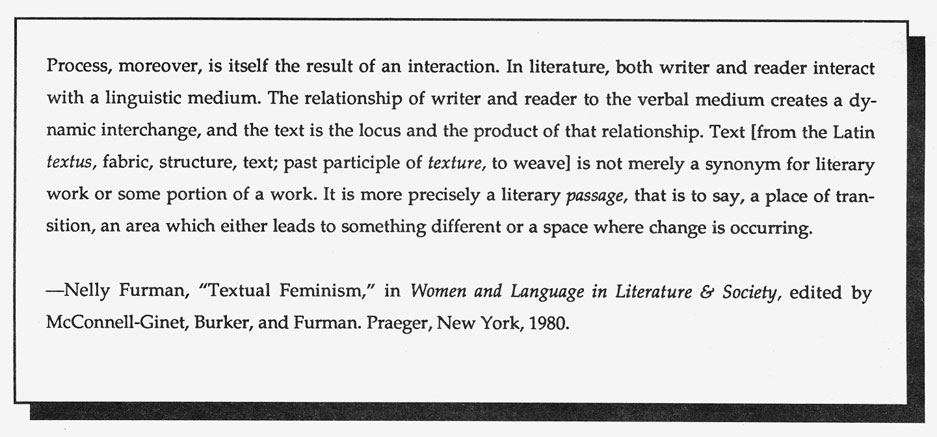 Process, moreover, is itself the result of an interaction. In literature, both writer and reader interact
with a linguistic medium. The relationship of writer and reader to the verbal medium creates a dy-
namic interchange, and the text is the locus and the product of that relationship. Text [from the Latin
textus, fabric, structure, text; past participle of texture, to weave] is not merely a synonym for literary
work or some portion of a work. It is more precisely a literary passage, that is to say, a place of tran-
sition, an area which either leads to something different or a space where change is occurring.
—Nelly Furman, “Textual Feminism,” in Women and Language in Literature & Society, edited by
McConnell-Ginet, Burker, and Furman. Praeger, New York, 1980.